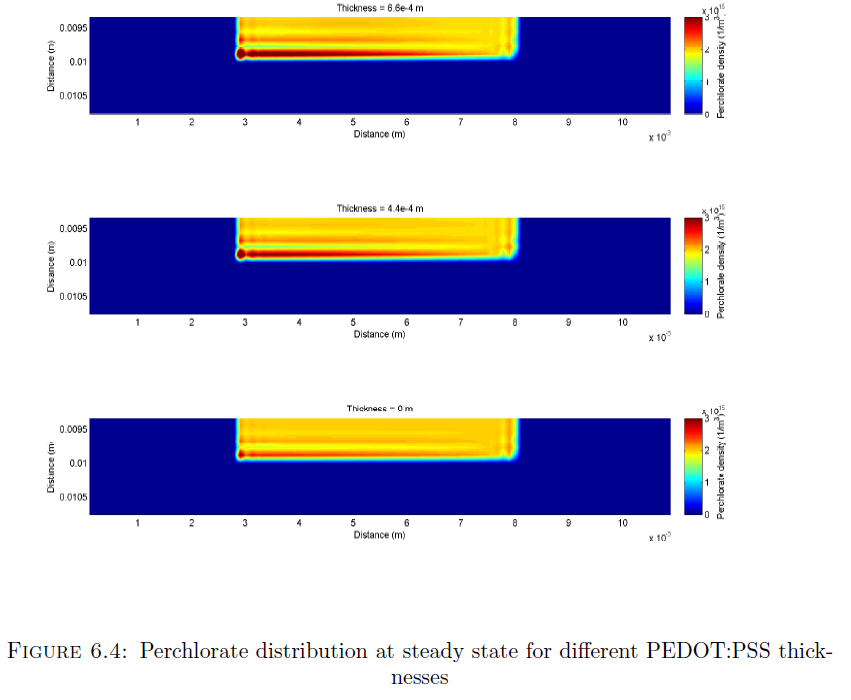 Thickness = 6.6e-4 m
x 10^15
0.0095
0.01
0.0105
Distance (m)
1 2 3 4 5 6 7 8 9 10
Distance (m)
x 10^-3
3
2
1
0
Perchlorate density (1/m^3)
Thickness = 4.4e-4 m
x 10^15
0.0095
0.01
0.0105
Distance (m)
1 2 3 4 5 6 7 8 9 10
Distance (m)
3
2
1
0
Perchlorate density (1/m^3)
Thickness = 0 m
x 10^15
0.0095
0.01
0.0105
Distance (m)
1 2 3 4 5 6 7 8 9 10
Distance (m)
3
2
1
0
Perchlorate density (1/m^3)
FIGURE 6.4: Perchlorate distribution at steady state for different PEDOT:PSS thick-
nesses